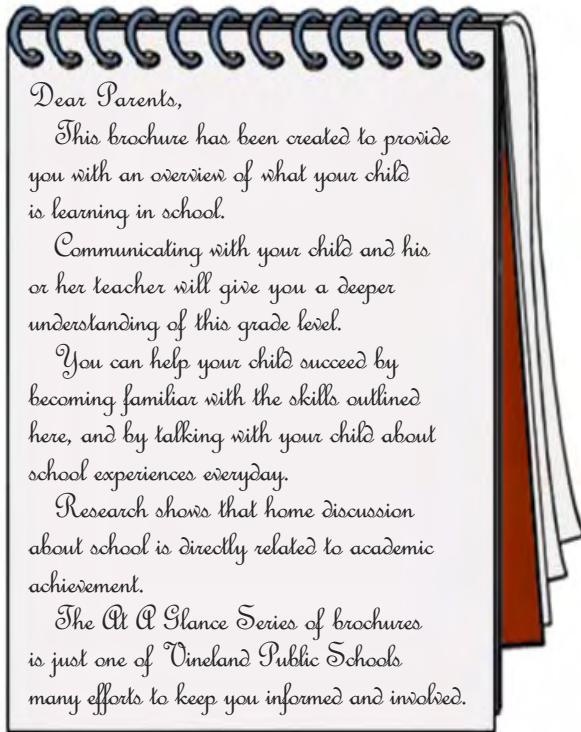 Dear Parents,
This brochure has been created to provide
you with an overview of what your child
is learning in school.
Communicating with your child and his
or her teacher will give you a deeper
understanding of this grade level.
You can help your child succeed by
becoming familiar with the skills outlined
here, and by talking with your child about
school experiences everyday.
Research shows that home discussion
about school is directly related to academic
achievement.
The At A Glance Series of brochures
is just one of Vineland Public Schools
many efforts to keep you informed and involved.